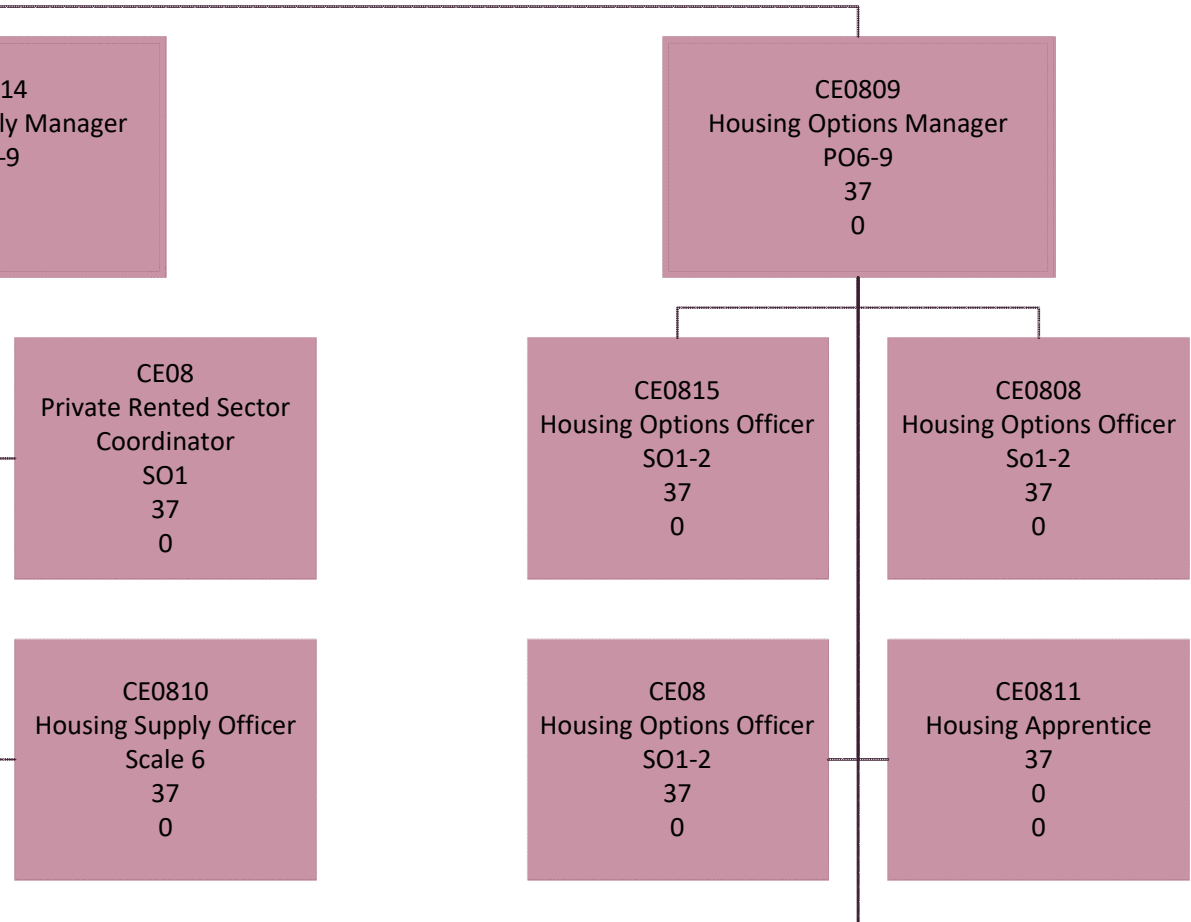 14
ly Manager
-9
CE0809
Housing Options Manager
PO6-9
37
0
CE08
Private Rented Sector
Coordinator
SO1
37
0
CE0815
Housing Options Officer
SO1-2
37
0
CE0808
Housing Options Officer
So1-2
37
0
CE0810
Housing Supply Officer
Scale 6
37
0
CE08
Housing Options Officer
SO1-2
37
0
CE0811
Housing Apprentice
37
0
0